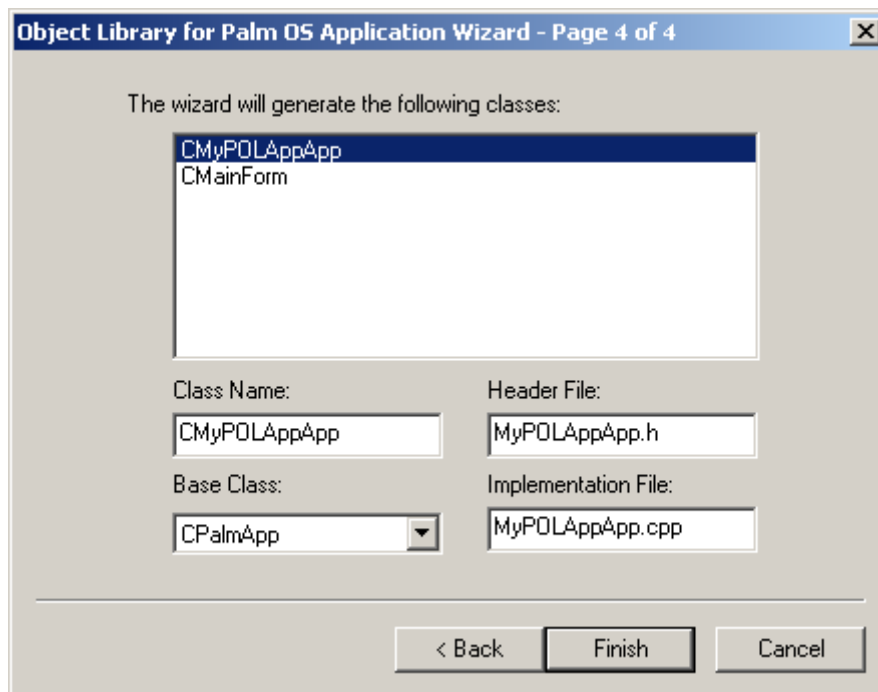 Object Library for Palm OS Application Wizard - Page 4 of 4
The wizard will generate the following classes:
CMyPOLAppApp
CMainForm
Class Name:
Header File:
CMyPOLAppApp
MyPOLAppApp.h
Base Class:
Implementation File:
CPalmApp
MyPOLAppApp.cpp
< Back
Finish
Cancel